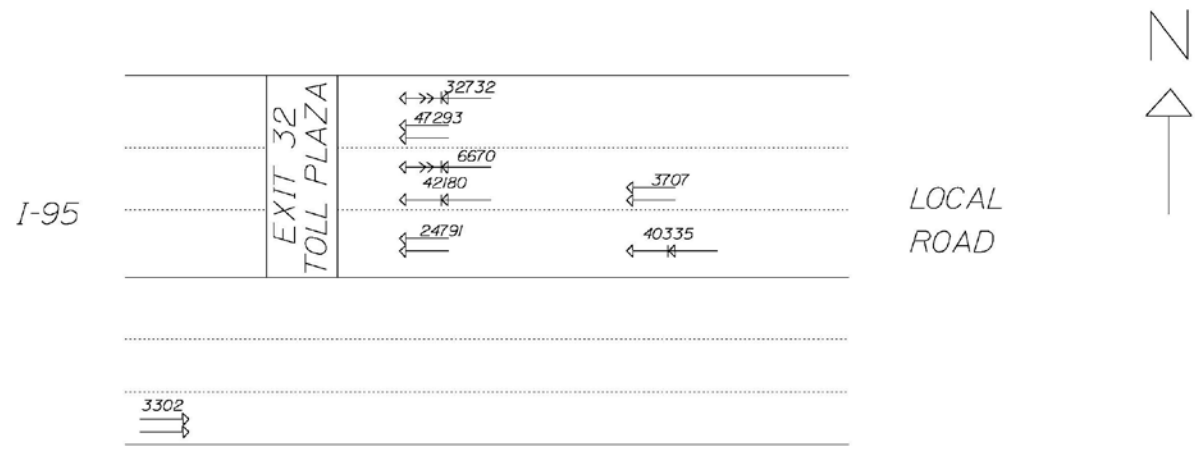 N
32732
47293
EXIT 32
TOLL PLAZA
6670
42180
3707
I-95
LOCAL
ROAD
24791
40335
3302